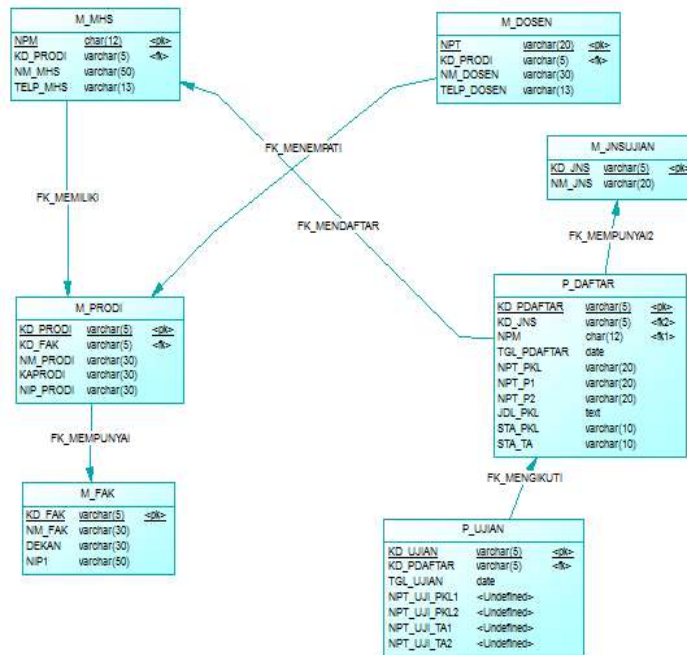 M_MHS
NPM char(12) <pk>
KD_PRODI varchar(5) <fk>
NM_MHS varchar(50)
TELP_MHS varchar(13)
M_DOSEN
NPT varchar(20) <pk>
KD_PRODI varchar(5) <fk>
NM_DOSEN varchar(30)
TELP_DOSEN varchar(13)
FK_MENEMPATI
M_JNSUJIAN
KD_JNS varchar(5) <pk>
NM_JNS varchar(20)
FK_MEMILIKI
FK_MENDAFTAR
FK_MEMPUNYAI2
P_DAFTAR
KD_PDAFTAR varchar(5) <pk>
KD_JNS varchar(5) <fk2>
NPM char(12) <fk1>
TGL_PDAFTAR date
NPT_PKL varchar(20)
NPT_P1 varchar(20)
NPT_P2 varchar(20)
JDL_PKL text
STA_PKL varchar(10)
STA_TA varchar(10)
M_PRODI
KD_PRODI varchar(5) <pk>
KD_FAK varchar(5) <fk>
NM_PRODI varchar(30)
KAPRODI varchar(30)
NIP_PRODI varchar(30)
FK_MEMPUNYAI
FK_MENGIKUTI
M_FAK
KD_FAK varchar(5) <pk>
NM_FAK varchar(30)
DEKAN varchar(30)
NIP1 varchar(50)
P_UJIAN
KD_UJIAN varchar(5) <pk>
KD_PDAFTAR varchar(5) <fk>
TGL_UJIAN date
NPT_UJI_PKL1 <Undefined>
NPT_UJI_PKL2 <Undefined>
NPT_UJI_TA1 <Undefined>
NPT_UJI_TA2 <Undefined>